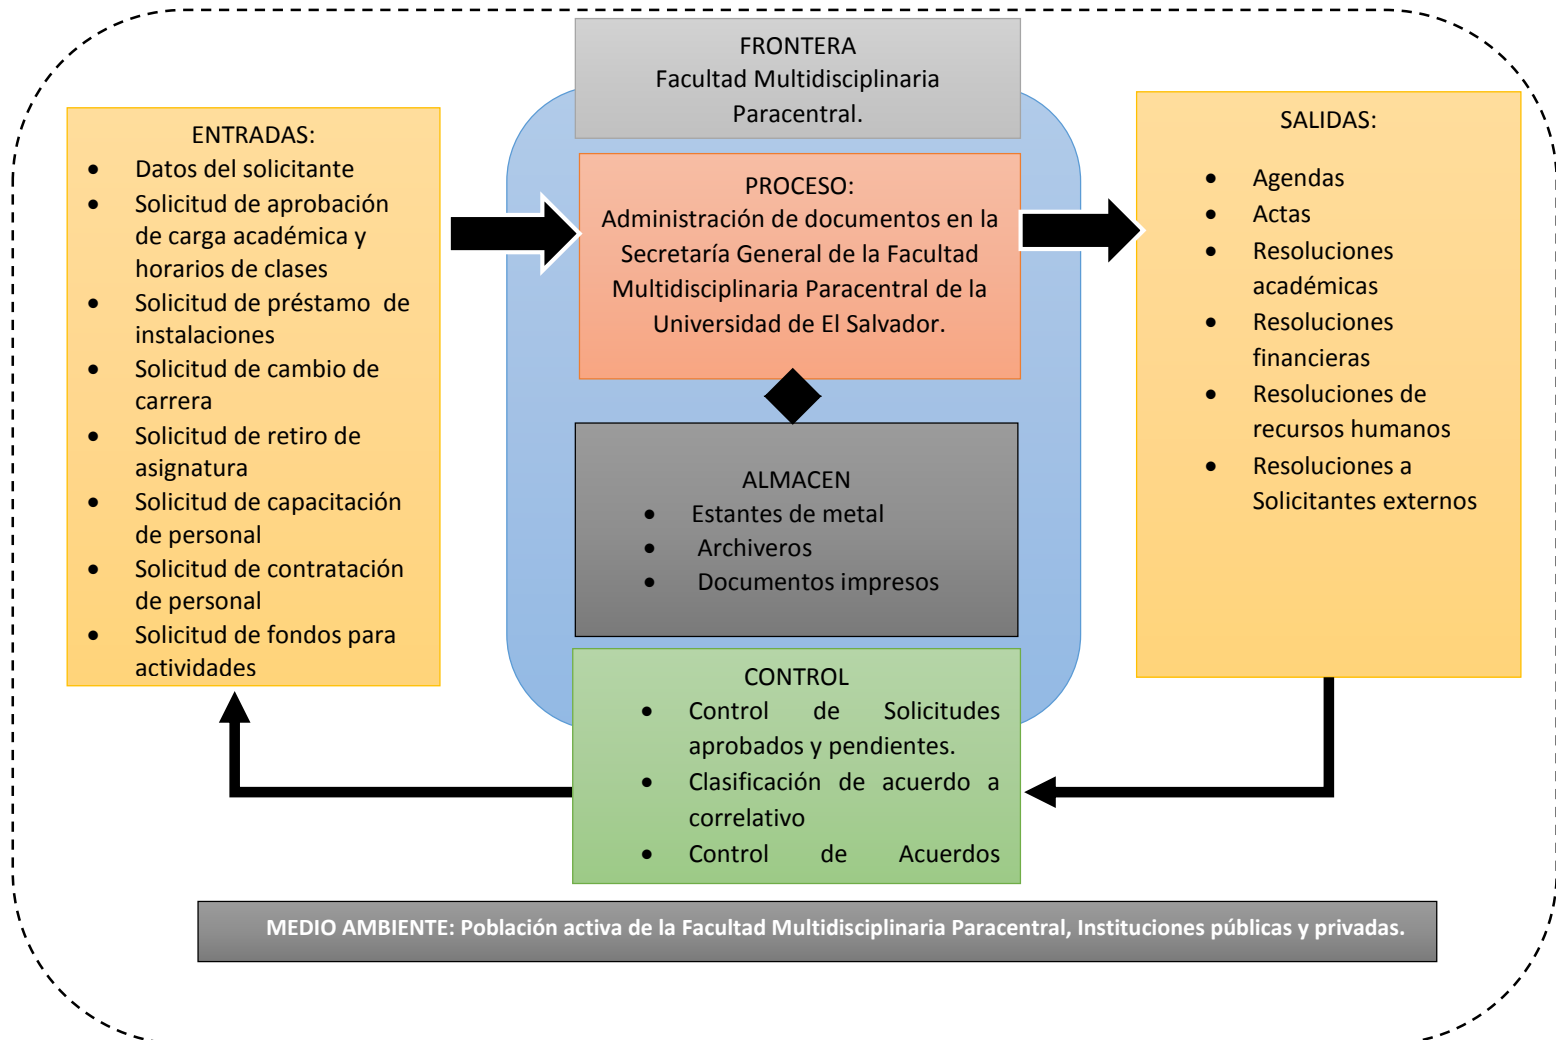 FRONTERA
Facultad Multidisciplinaria
Paracentral.
ENTRADAS:
• Datos del solicitante
• Solicitud de aprobación
de carga académica y
horarios de clases
• Solicitud de préstamo de
instalaciones
• Solicitud de cambio de
carrera
• Solicitud de retiro de
asignatura
• Solicitud de capacitación
de personal
• Solicitud de contratación
de personal
• Solicitud de fondos para
actividades
PROCESO:
Administración de documentos en la
Secretaría General de la Facultad
Multidisciplinaria Paracentral de la
Universidad de El Salvador.
ALMACEN
• Estantes de metal
• Archiveros
• Documentos impresos
CONTROL
• Control de Solicitudes
aprobados y pendientes.
• Clasificación de acuerdo a
correlativo
• Control de Acuerdos
SALIDAS:
• Agendas
• Actas
• Resoluciones
académicas
• Resoluciones
financieras
• Resoluciones de
recursos humanos
• Resoluciones a
Solicitantes externos
MEDIO AMBIENTE: Población activa de la Facultad Multidisciplinaria Paracentral, Instituciones públicas y privadas.